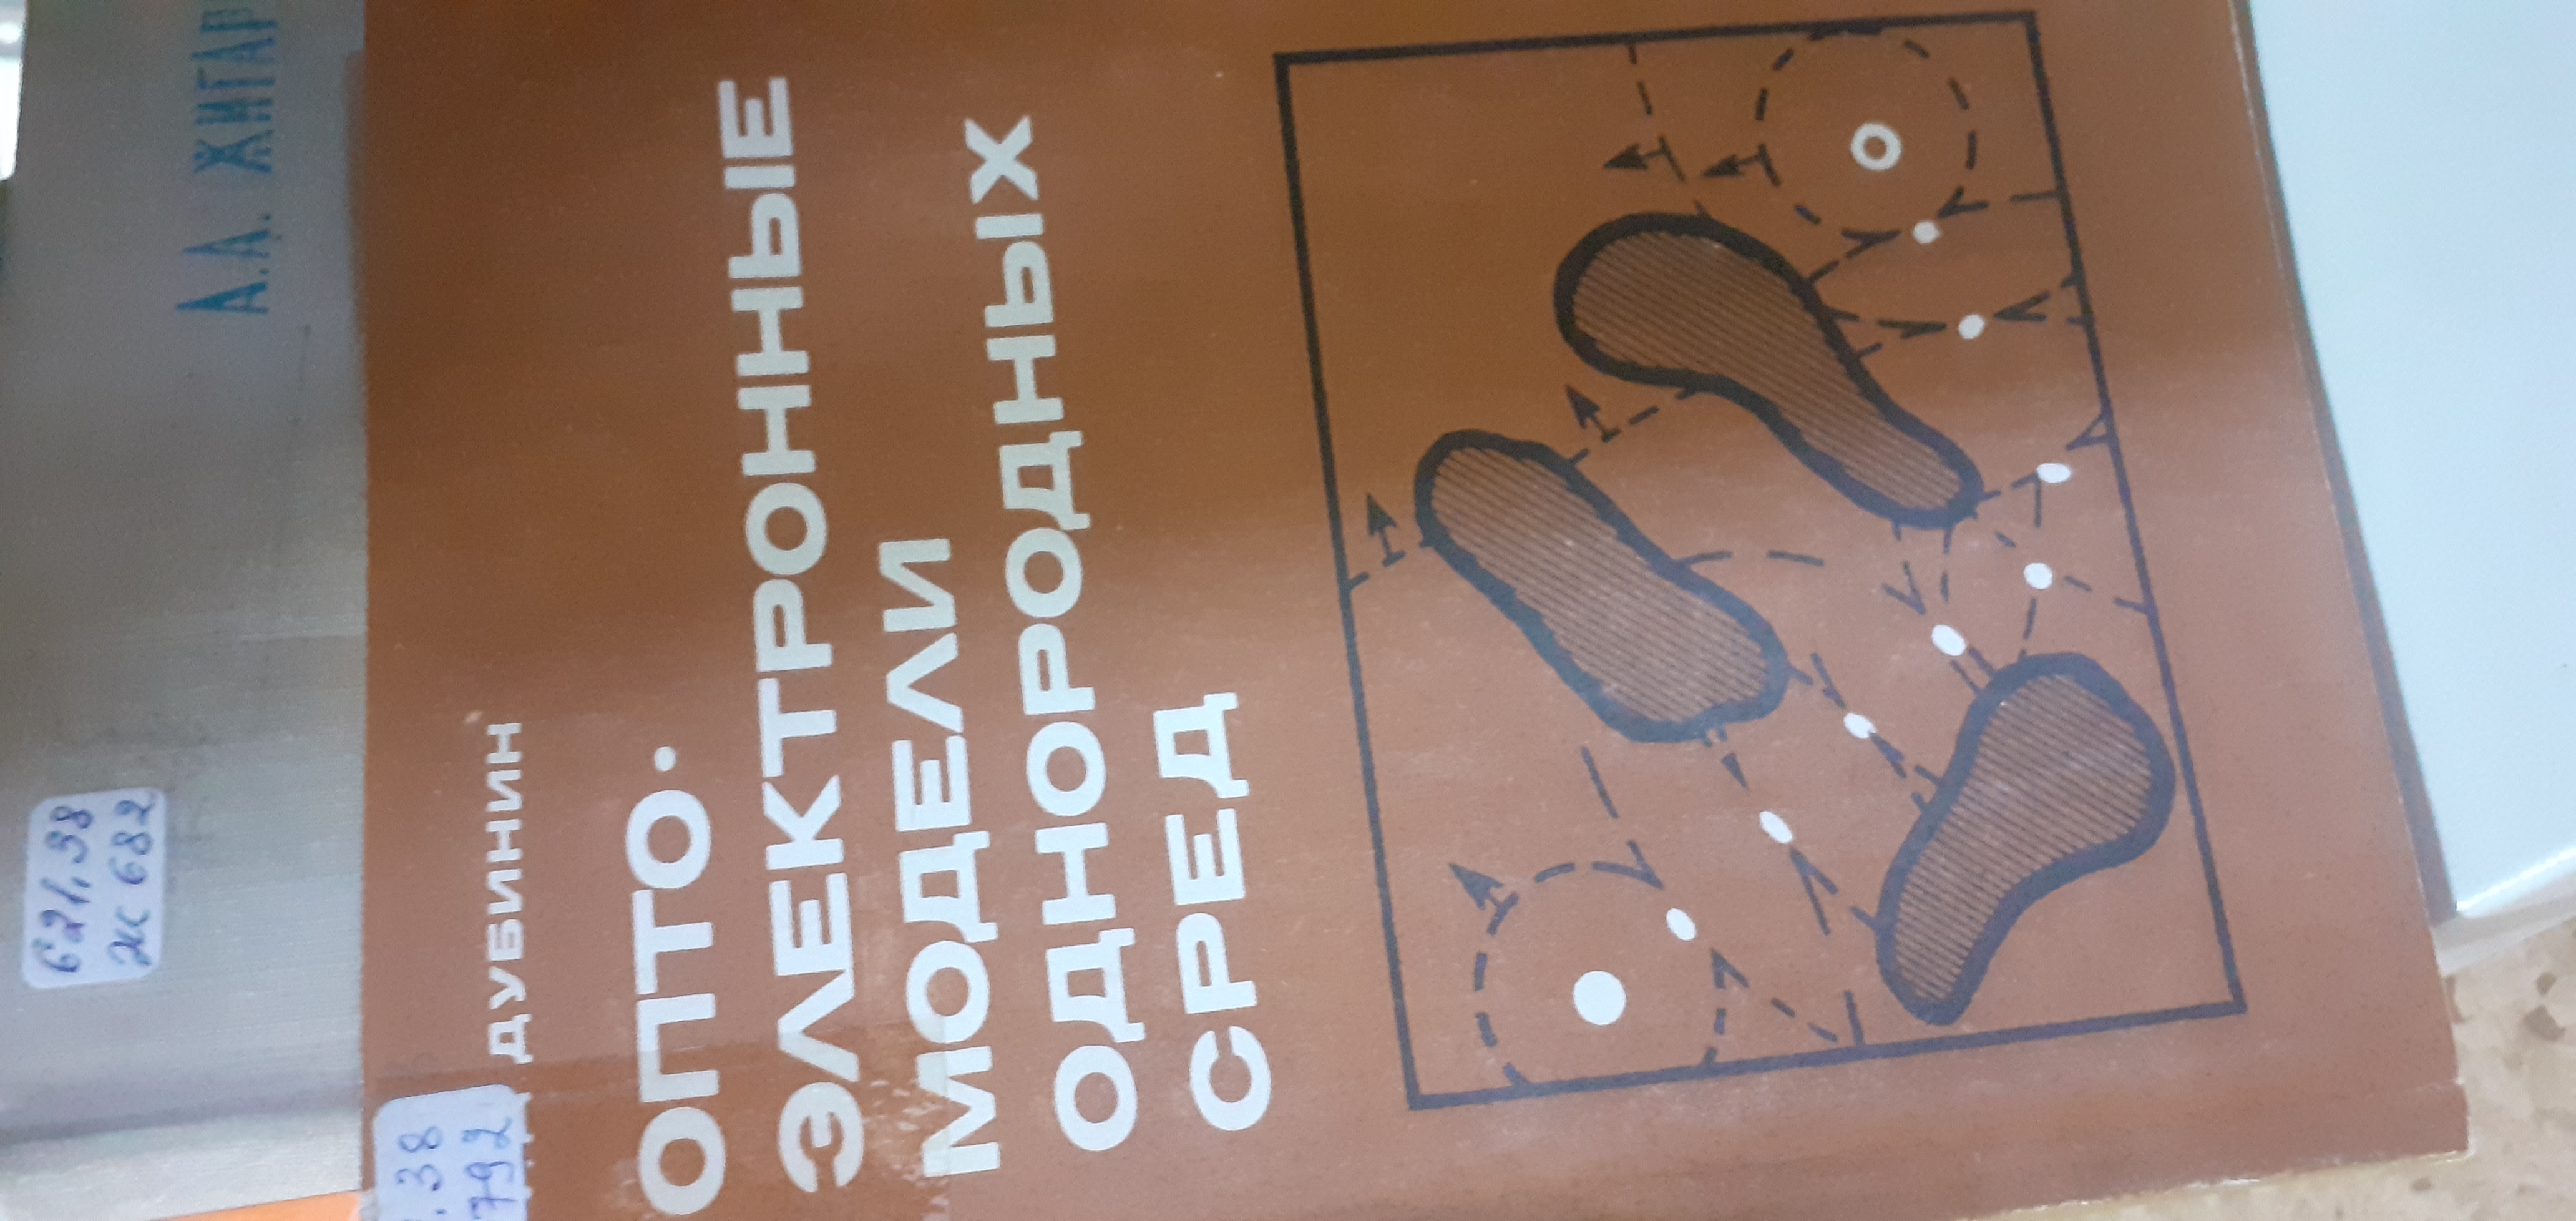 А.А. ЖИГАР
621.38
Ж 682
.38
792
ДУБИНИН
ОПТО·
ЭЛЕКТРОННЫЕ
МОДЕЛИ
ОДНОРОДНЫХ
СРЕД